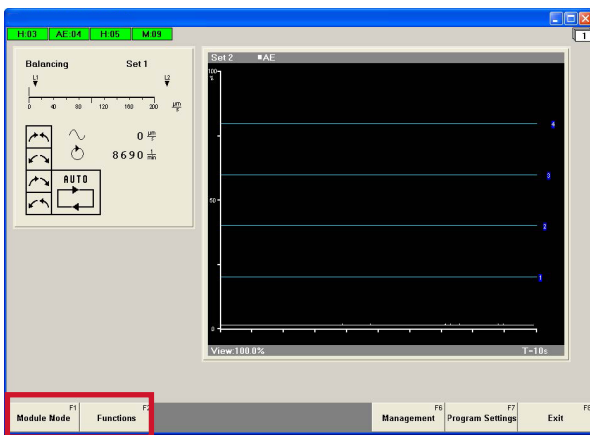 H:03 AE:04 H:05 M:09
1
Balancing Set 1
L1 L2
0 40 80 120 160 200 µm/s
0 µm/s
8690 1/min
AUTO
Set 2 AE
100
%
50
0
4
3
2
1
View:100.0% T=10s
F1 F2 F6 F7 F8
Module Node Functions Management Program Settings Exit